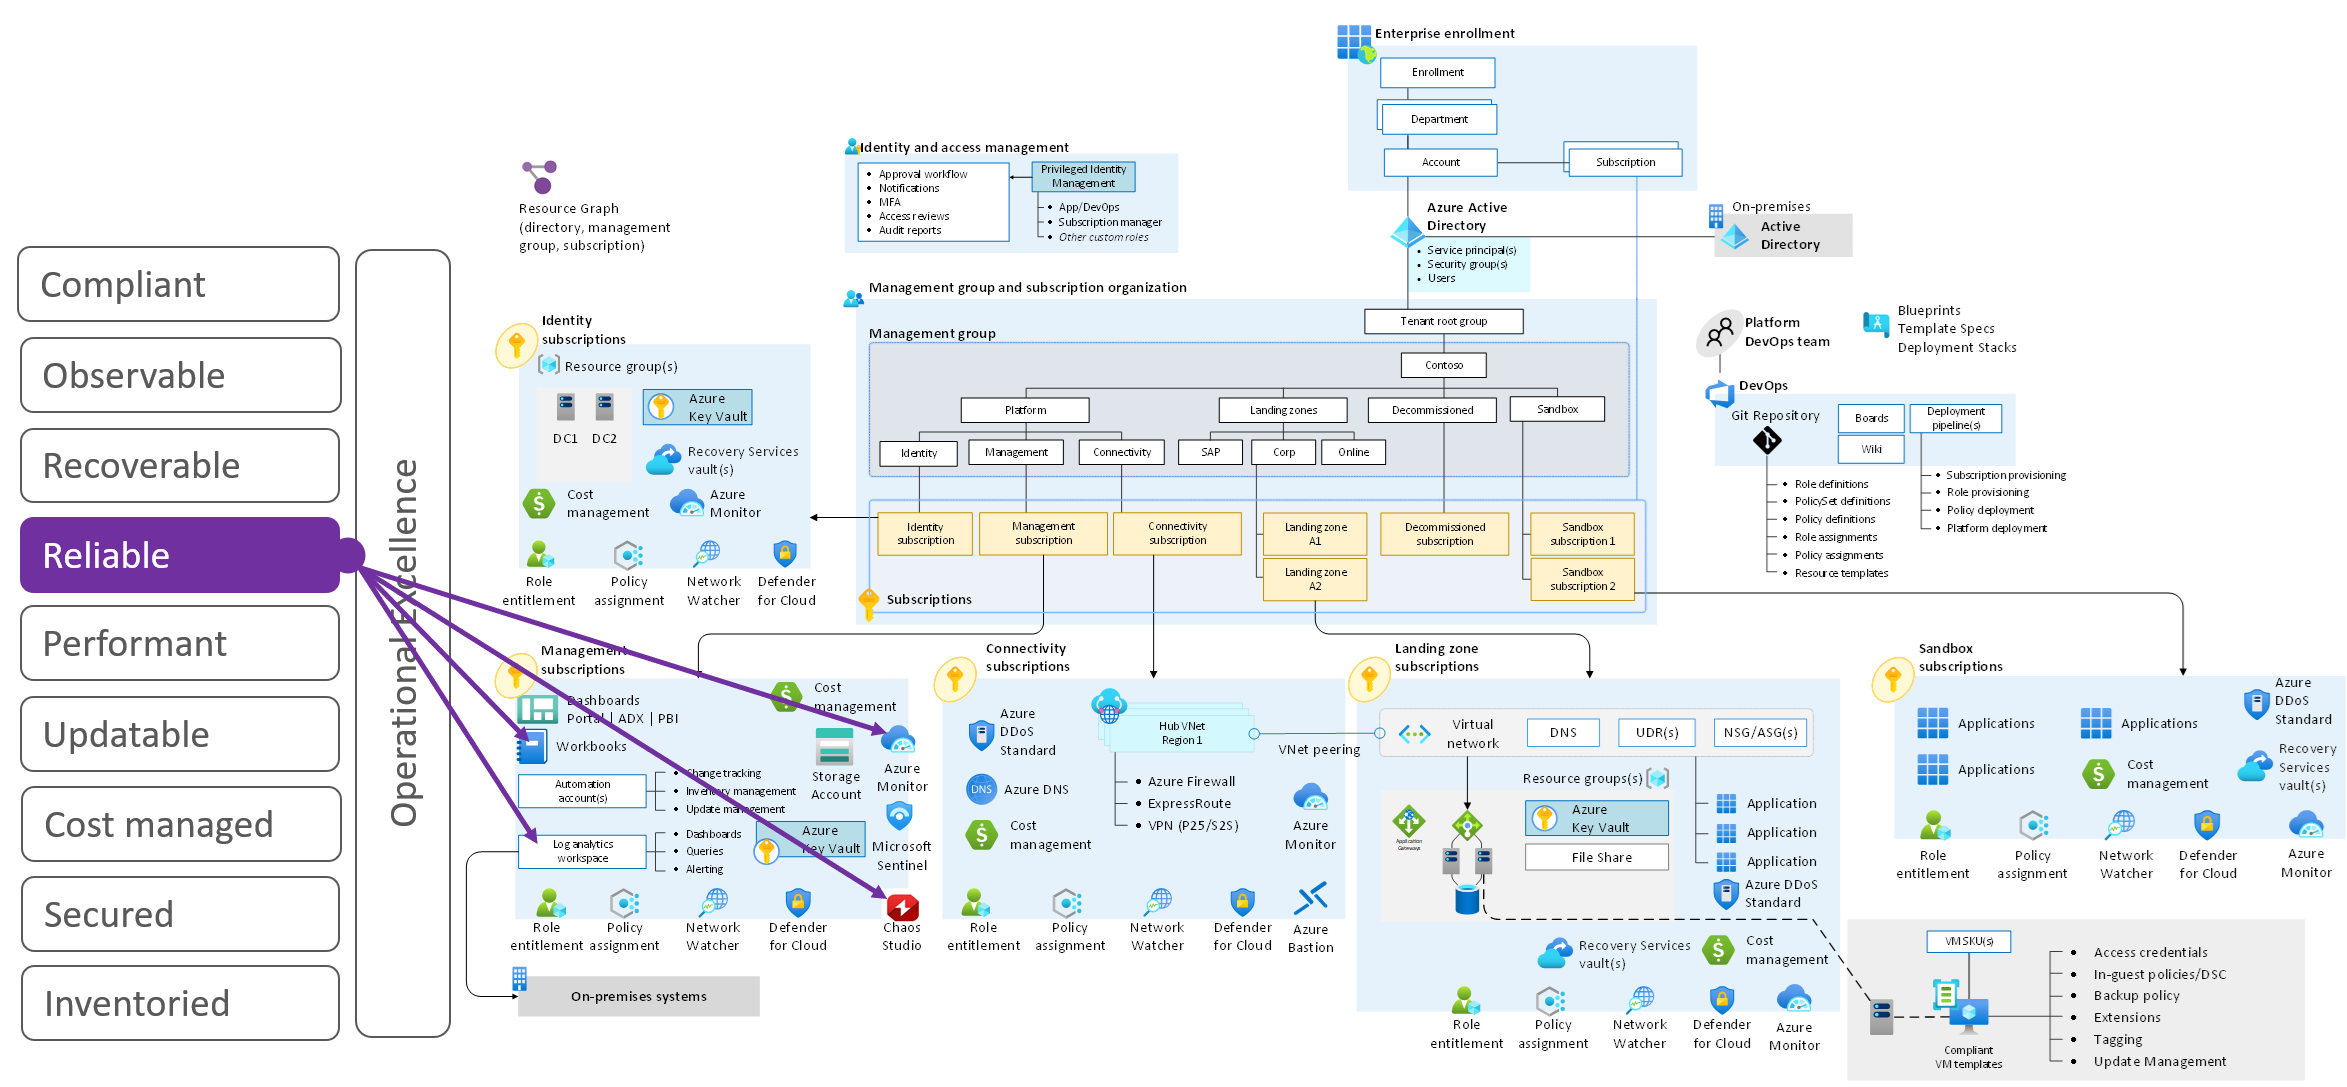 Compliant
Observable
Recoverable
Reliable
Performant
Updatable
Cost managed
Secured
Inventoried
Operational Excellence
Resource Graph
(directory, management
group, subscription)
Identity and access management
Approval workflow
Notifications
MFA
Access reviews
Audit reports
Privileged Identity
Management
App/DevOps
Subscription manager
Other custom roles
Enterprise enrollment
Enrollment
Department
Account
Subscription
Azure Active
Directory
Service principal(s)
Security group(s)
Users
On-premises
Active
Directory
Management group and subscription organization
Management group
Tenant root group
Contoso
Platform
Landing zones
Decommissioned
Sandbox
Identity
Management
Connectivity
SAP
Corp
Online
Identity
subscription
Management
subscription
Connectivity
subscription
Landing zone
A1
Landing zone
A2
Decommissioned
subscription
Sandbox
subscription 1
Sandbox
subscription 2
Subscriptions
Platform
DevOps team
Blueprints
Template Specs
Deployment Stacks
DevOps
Git Repository
Boards
Wiki
Deployment
pipeline(s)
Role definitions
PolicySet definitions
Policy definitions
Role assignments
Policy assignments
Resource templates
Subscription provisioning
Role provisioning
Policy deployment
Platform deployment
Identity
subscriptions
Resource group(s)
DC1
DC2
Azure
Key Vault
Recovery Services
vault(s)
Cost
management
Azure
Monitor
Role
entitlement
Policy
assignment
Network
Watcher
Defender
for Cloud
Management
subscriptions
Dashboards
Portal | ADX | PBI
Workbooks
Cost
management
Storage
Account
Azure
Monitor
Automation
account(s)
Change tracking
Inventory management
Update management
Log analytics
workspace
Dashboards
Queries
Alerting
Azure
Key Vault
Microsoft
Sentinel
Role
entitlement
Policy
assignment
Network
Watcher
Defender
for Cloud
Chaos
Studio
On-premises systems
Connectivity
subscriptions
Azure
DDoS
Standard
DNS
Azure DNS
Cost
management
Hub VNet
Region 1
Azure Firewall
ExpressRoute
VPN (P25/S2S)
VNet peering
Azure
Monitor
Role
entitlement
Policy
assignment
Network
Watcher
Defender
for Cloud
Azure
Bastion
Landing zone
subscriptions
Virtual
network
DNS
UDR(s)
NSG/ASG(s)
Resource groups(s)
Application
Gateways
Azure
Key Vault
File Share
Application
Application
Application
Azure DDoS
Standard
Recovery Services
vault(s)
Cost
management
Role
entitlement
Policy
assignment
Network
Watcher
Defender
for Cloud
Azure
Monitor
Sandbox
subscriptions
Applications
Applications
Applications
Cost
management
Azure
DDoS
Standard
Recovery
Services
vault(s)
Role
entitlement
Policy
assignment
Network
Watcher
Defender
for Cloud
Azure
Monitor
VM SKU(s)
Compliant
VM templates
Access credentials
In-guest policies/DSC
Backup policy
Extensions
Tagging
Update Management